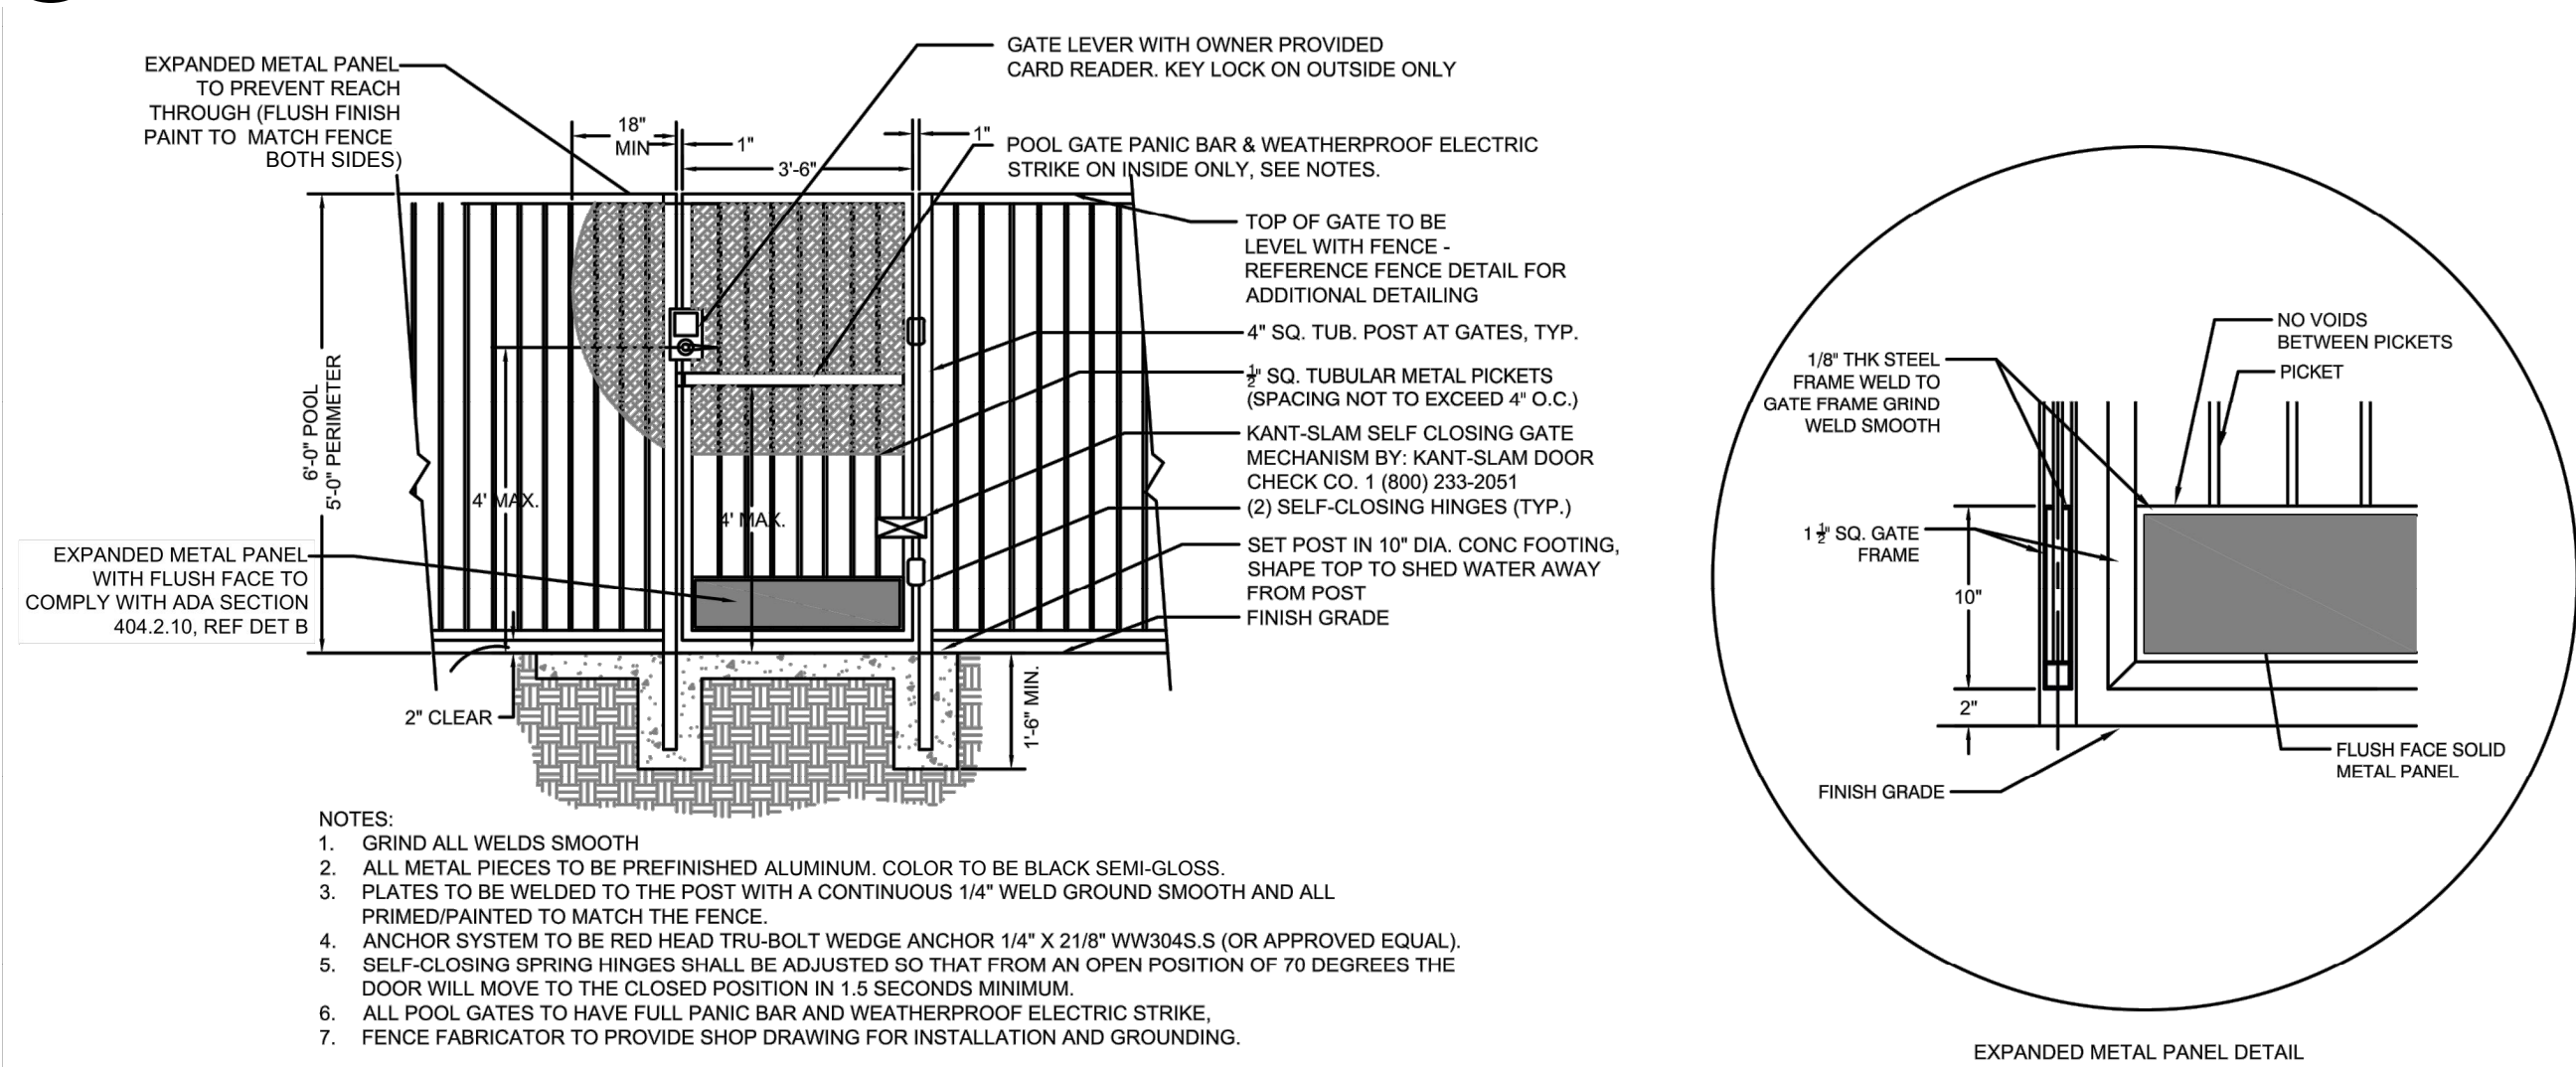 EXPANDED METAL PANEL
TO PREVENT REACH
THROUGH (FLUSH FINISH
PAINT TO MATCH FENCE
BOTH SIDES)
GATE LEVER WITH OWNER PROVIDED
CARD READER. KEY LOCK ON OUTSIDE ONLY
18"
MIN
1"
3'-6"
1"
POOL GATE PANIC BAR & WEATHERPROOF ELECTRIC
STRIKE ON INSIDE ONLY, SEE NOTES.
TOP OF GATE TO BE
LEVEL WITH FENCE -
REFERENCE FENCE DETAIL FOR
ADDITIONAL DETAILING
4" SQ. TUB. POST AT GATES, TYP.
1/2" SQ. TUBULAR METAL PICKETS
(SPACING NOT TO EXCEED 4" O.C.)
KANT-SLAM SELF CLOSING GATE
MECHANISM BY: KANT-SLAM DOOR
CHECK CO. 1 (800) 233-2051
(2) SELF-CLOSING HINGES (TYP.)
SET POST IN 10" DIA. CONC FOOTING,
SHAPE TOP TO SHED WATER AWAY
FROM POST
FINISH GRADE
6'-0" POOL
5'-0" PERIMETER
4' MAX.
4' MAX.
EXPANDED METAL PANEL
WITH FLUSH FACE TO
COMPLY WITH ADA SECTION
404.2.10, REF DET B
2" CLEAR
1'-6" MIN.
NOTES:
1. GRIND ALL WELDS SMOOTH
2. ALL METAL PIECES TO BE PREFINISHED ALUMINUM. COLOR TO BE BLACK SEMI-GLOSS.
3. PLATES TO BE WELDED TO THE POST WITH A CONTINUOUS 1/4" WELD GROUND SMOOTH AND ALL
PRIMED/PAINTED TO MATCH THE FENCE.
4. ANCHOR SYSTEM TO BE RED HEAD TRU-BOLT WEDGE ANCHOR 1/4" X 21/8" WW304S.S (OR APPROVED EQUAL).
5. SELF-CLOSING SPRING HINGES SHALL BE ADJUSTED SO THAT FROM AN OPEN POSITION OF 70 DEGREES THE
DOOR WILL MOVE TO THE CLOSED POSITION IN 1.5 SECONDS MINIMUM.
6. ALL POOL GATES TO HAVE FULL PANIC BAR AND WEATHERPROOF ELECTRIC STRIKE,
7. FENCE FABRICATOR TO PROVIDE SHOP DRAWING FOR INSTALLATION AND GROUNDING.
NO VOIDS
BETWEEN PICKETS
PICKET
1/8" THK STEEL
FRAME WELD TO
GATE FRAME GRIND
WELD SMOOTH
1 1/2" SQ. GATE
FRAME
10"
2"
FLUSH FACE SOLID
METAL PANEL
FINISH GRADE
EXPANDED METAL PANEL DETAIL